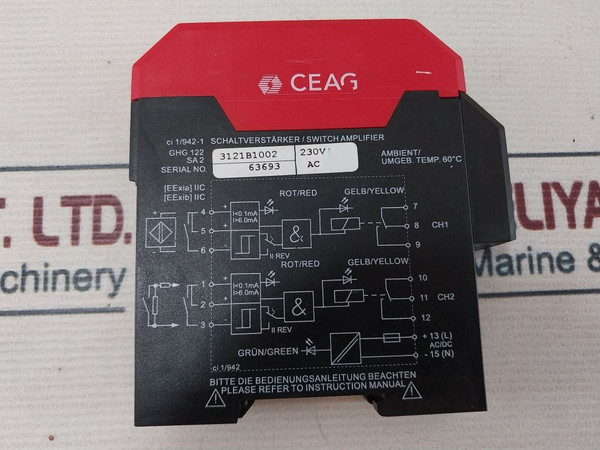 CEAG
ci 1/942-1 SCHALTVERSTÄRKER / SWITCH AMPLIFIER
GHG 122 3121B1002 230V AC
SA 2
SERIAL NO. 63693
AMBIENT/
UMGEB. TEMP. 60°C
[EExia] IIC
[EExib] IIC
ROT/RED GELB/YELLOW
4 + I<0.1mA I>6.0mA 7
5 & 8 CH1
6 - II REV 9
ROT/RED GELB/YELLOW
1 + I<0.1mA I>6.0mA 10
2 & 11 CH2
3 - II REV 12
GRÜN/GREEN + 13 (L)
AC/DC
- 15 (N)
ci 1/942
BITTE DIE BEDIENUNGSANLEITUNG BEACHTEN
PLEASE REFER TO INSTRUCTION MANUAL
T. LTD.
chinery
LIYA
Marine &